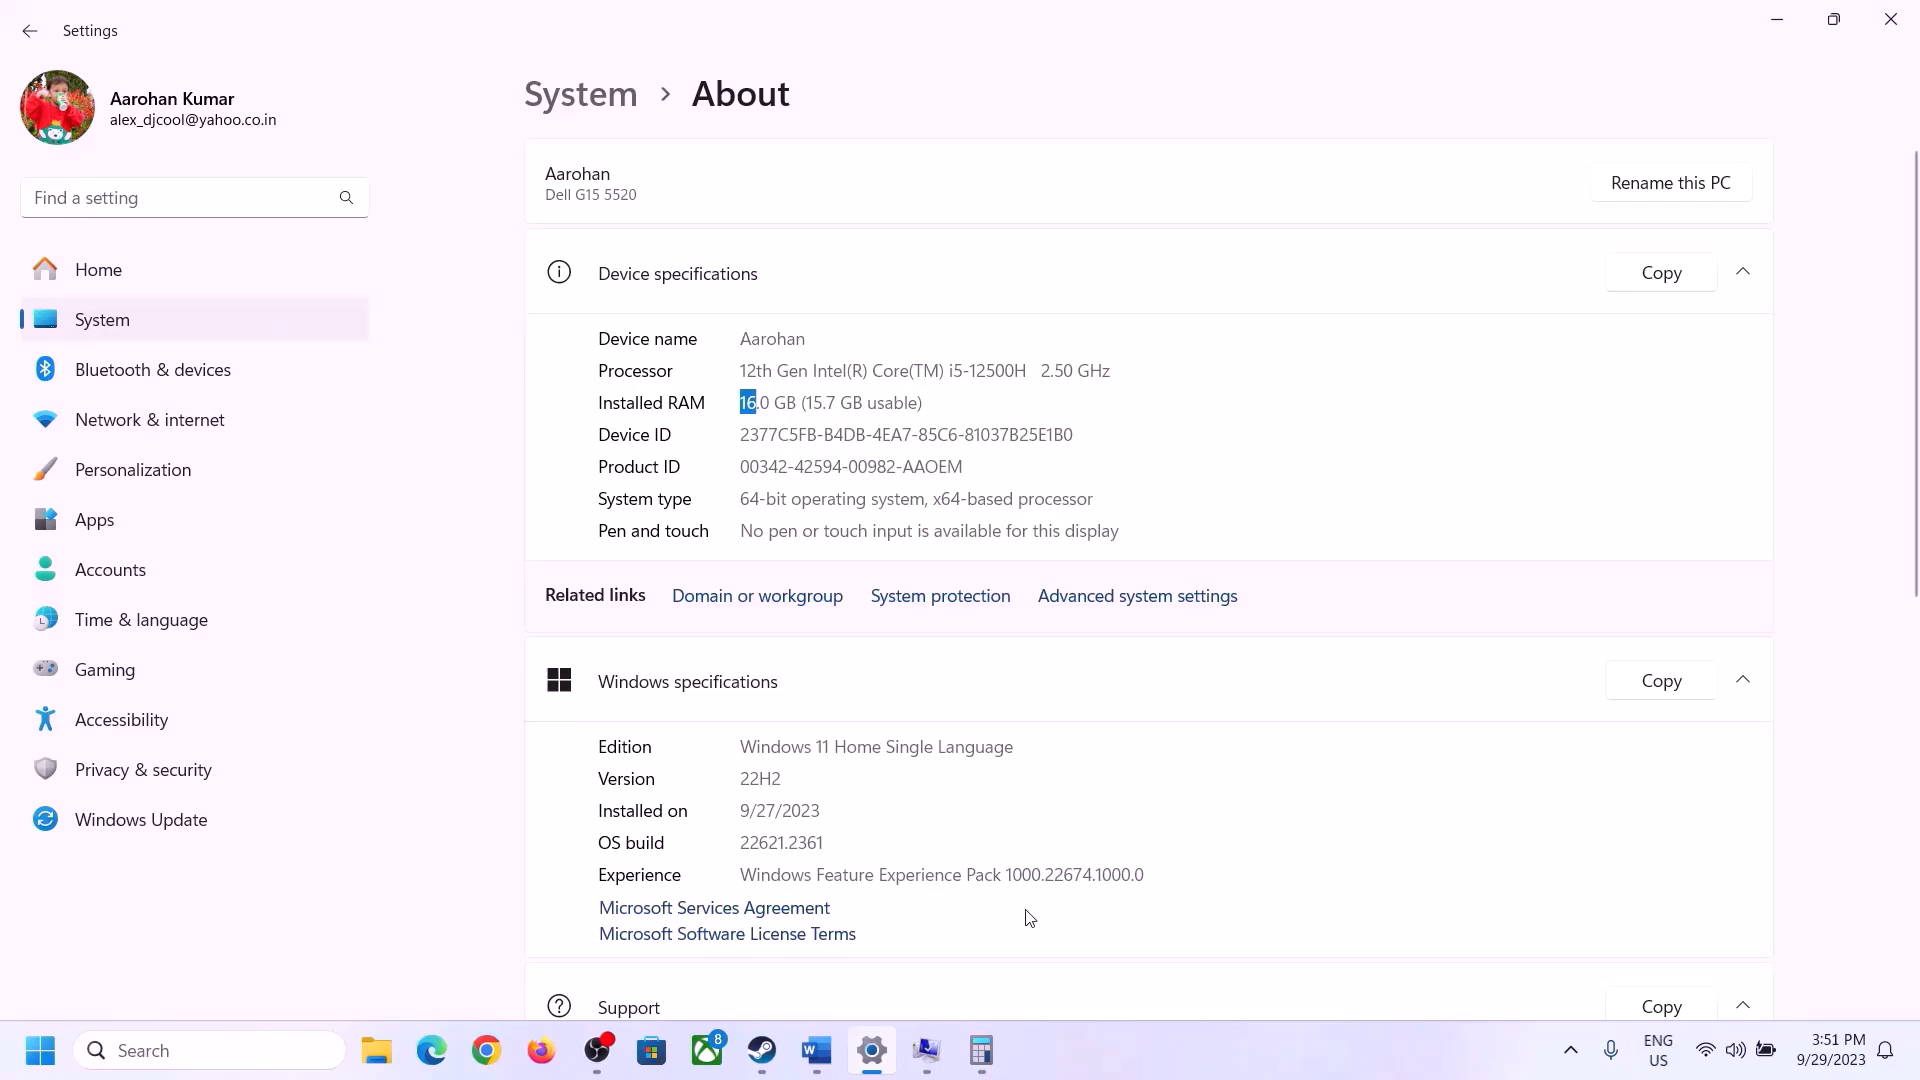 Settings
Aarohan Kumar
alex_djcool@yahoo.co.in
Find a setting
Home
System
Bluetooth & devices
Network & internet
Personalization
Apps
Accounts
Time & language
Gaming
Accessibility
Privacy & security
Windows Update
System > About
Aarohan
Dell G15 5520
Rename this PC
Device specifications
Copy
Device name Aarohan
Processor 12th Gen Intel(R) Core(TM) i5-12500H 2.50 GHz
Installed RAM 16.0 GB (15.7 GB usable)
Device ID 2377C5FB-B4DB-4EA7-85C6-81037B25E1B0
Product ID 00342-42594-00982-AAOEM
System type 64-bit operating system, x64-based processor
Pen and touch No pen or touch input is available for this display
Related links Domain or workgroup System protection Advanced system settings
Windows specifications
Copy
Edition Windows 11 Home Single Language
Version 22H2
Installed on 9/27/2023
OS build 22621.2361
Experience Windows Feature Experience Pack 1000.22674.1000.0
Microsoft Services Agreement
Microsoft Software License Terms
Support
Copy
Search
8
W
ENG
US
3:51 PM
9/29/2023